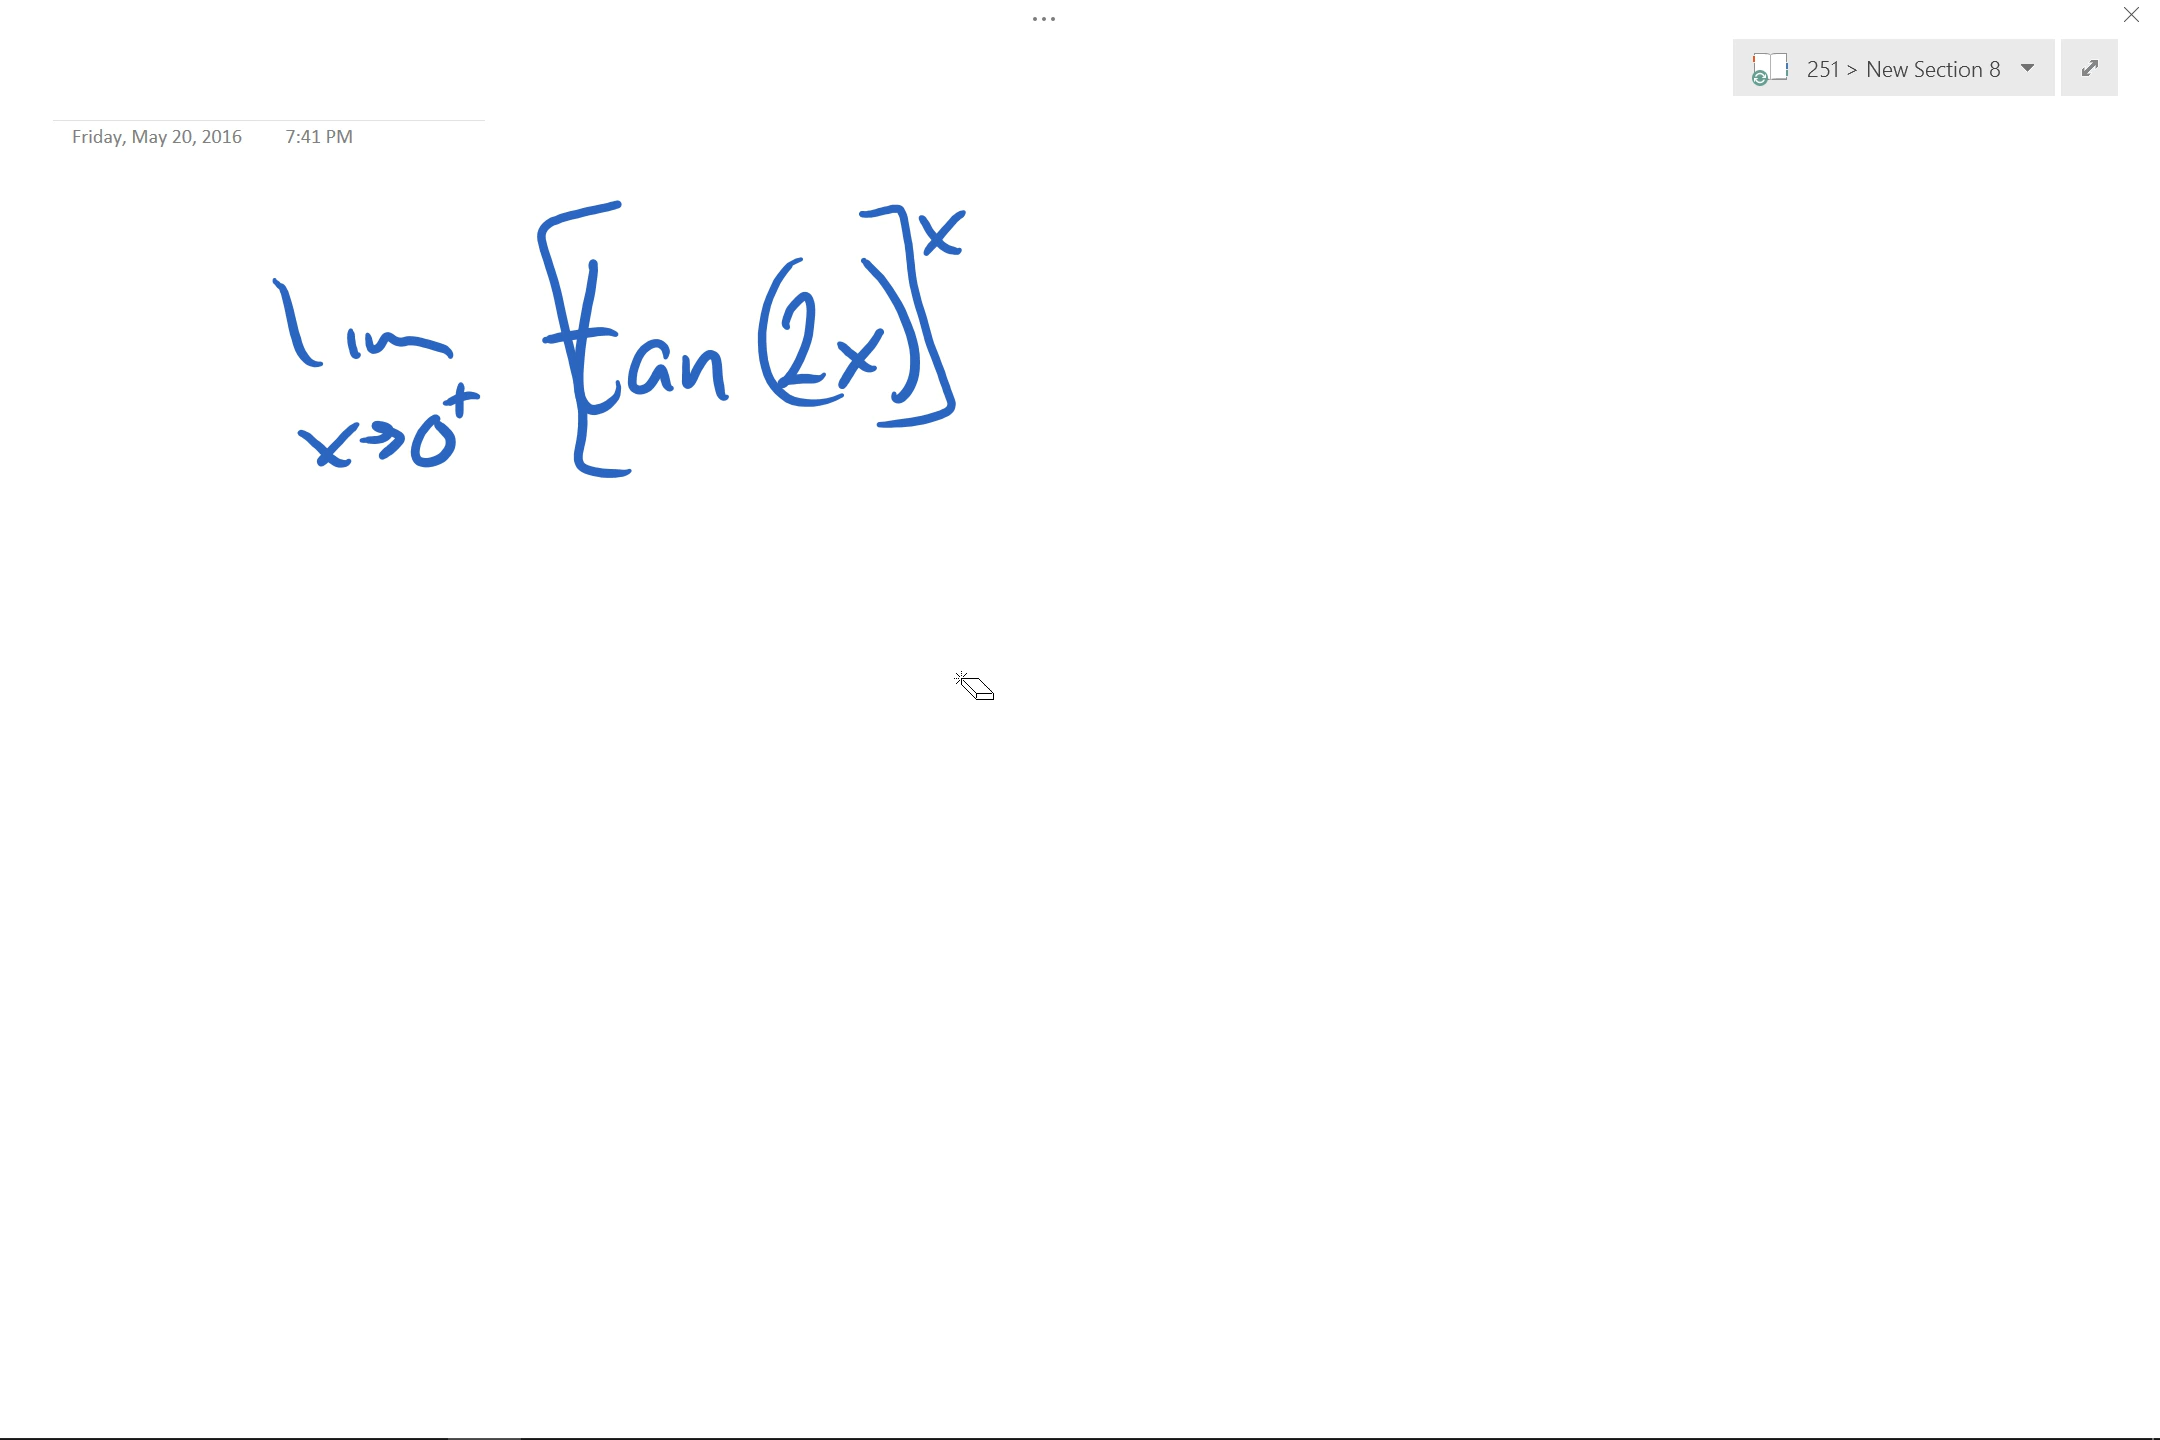 ...
251 > New Section 8
Friday, May 20, 2016 7:41 PM
lim [tan(2x)]^x
x→0⁺